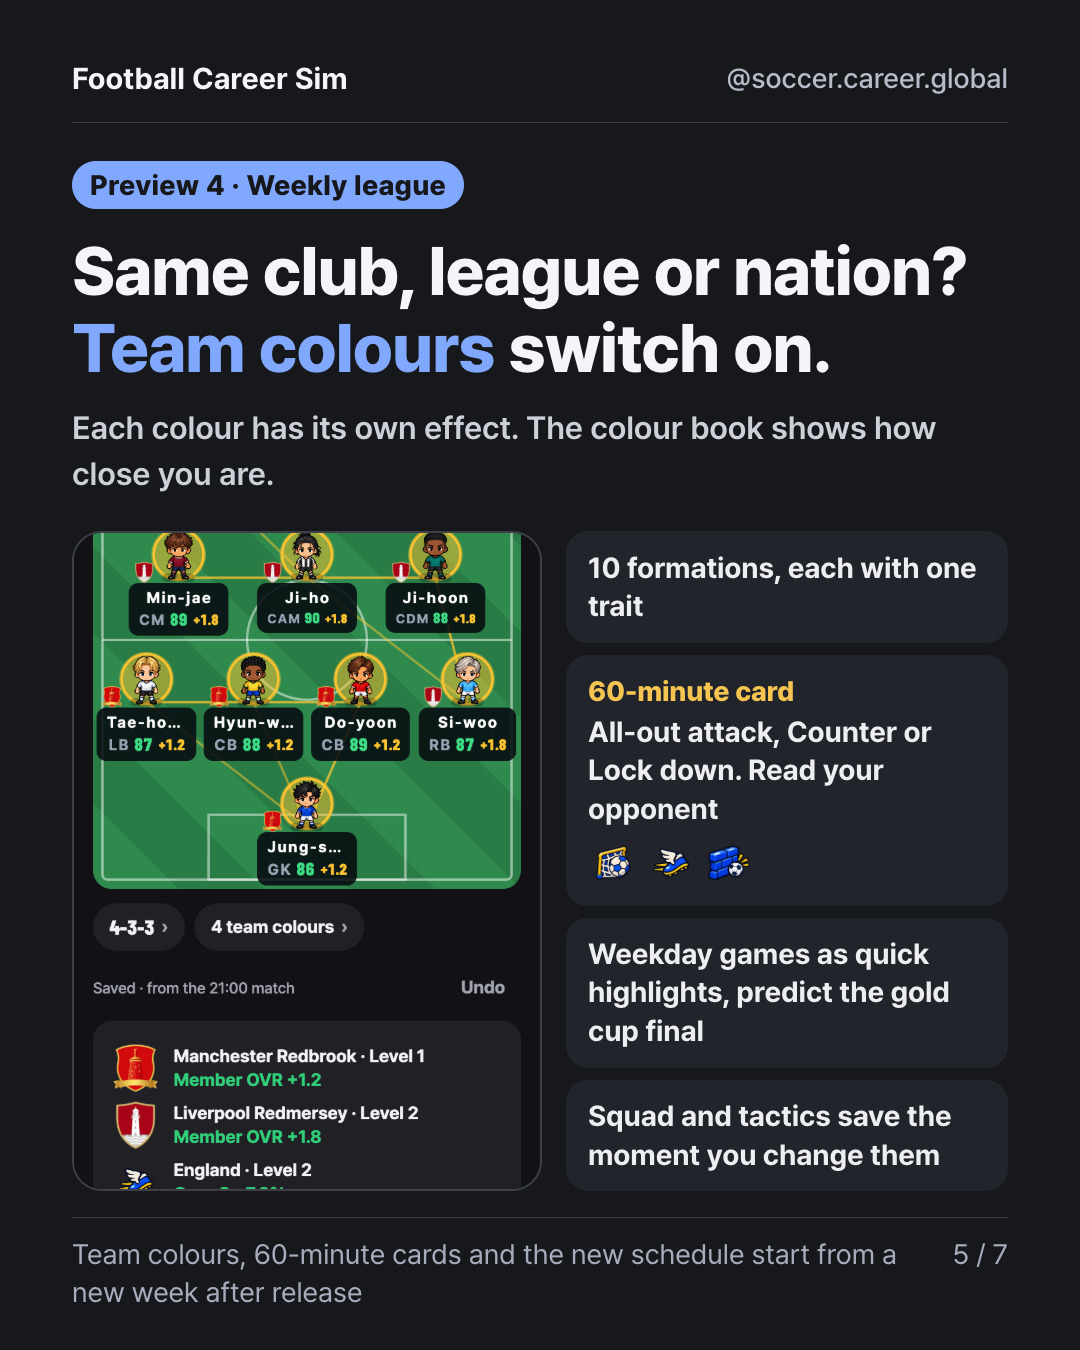 Football Career Sim
@soccer.career.global
Preview 4 · Weekly league
Same club, league or nation?
Team colours switch on.
Each colour has its own effect. The colour book shows how
close you are.
Min-jae
CM 89 +1.8
Ji-ho
CAM 90 +1.8
Ji-hoon
CDM 88 +1.8
Tae-ho...
LB 87 +1.2
Hyun-w...
CB 88 +1.2
Do-yoon
CB 89 +1.2
Si-woo
RB 87 +1.8
Jung-s...
GK 86 +1.2
4-3-3 ›
4 team colours ›
Saved · from the 21:00 match
Undo
Manchester Redbrook · Level 1
Member OVR +1.2
Liverpool Redmersey · Level 2
Member OVR +1.8
England · Level 2
10 formations, each with one
trait
60-minute card
All-out attack, Counter or
Lock down. Read your
opponent
Weekday games as quick
highlights, predict the gold
cup final
Squad and tactics save the
moment you change them
Team colours, 60-minute cards and the new schedule start from a
new week after release
5 / 7